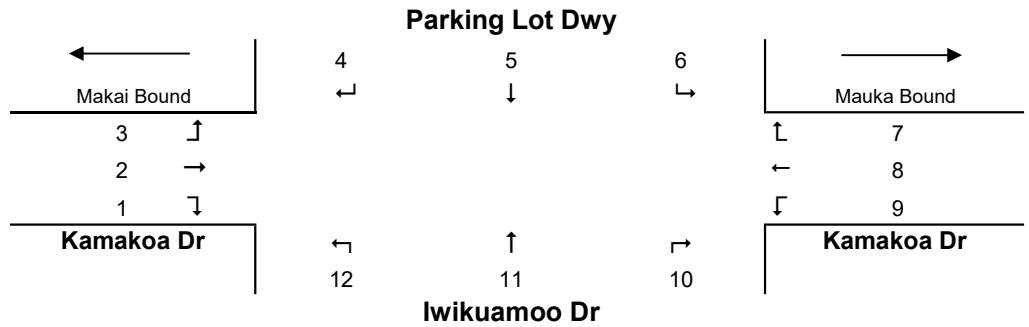 Parking Lot Dwy
4 5 6
Makai Bound Mauka Bound
3 7
2 8
1 9
Kamakoa Dr Kamakoa Dr
12 11 10
Iwikuamoo Dr